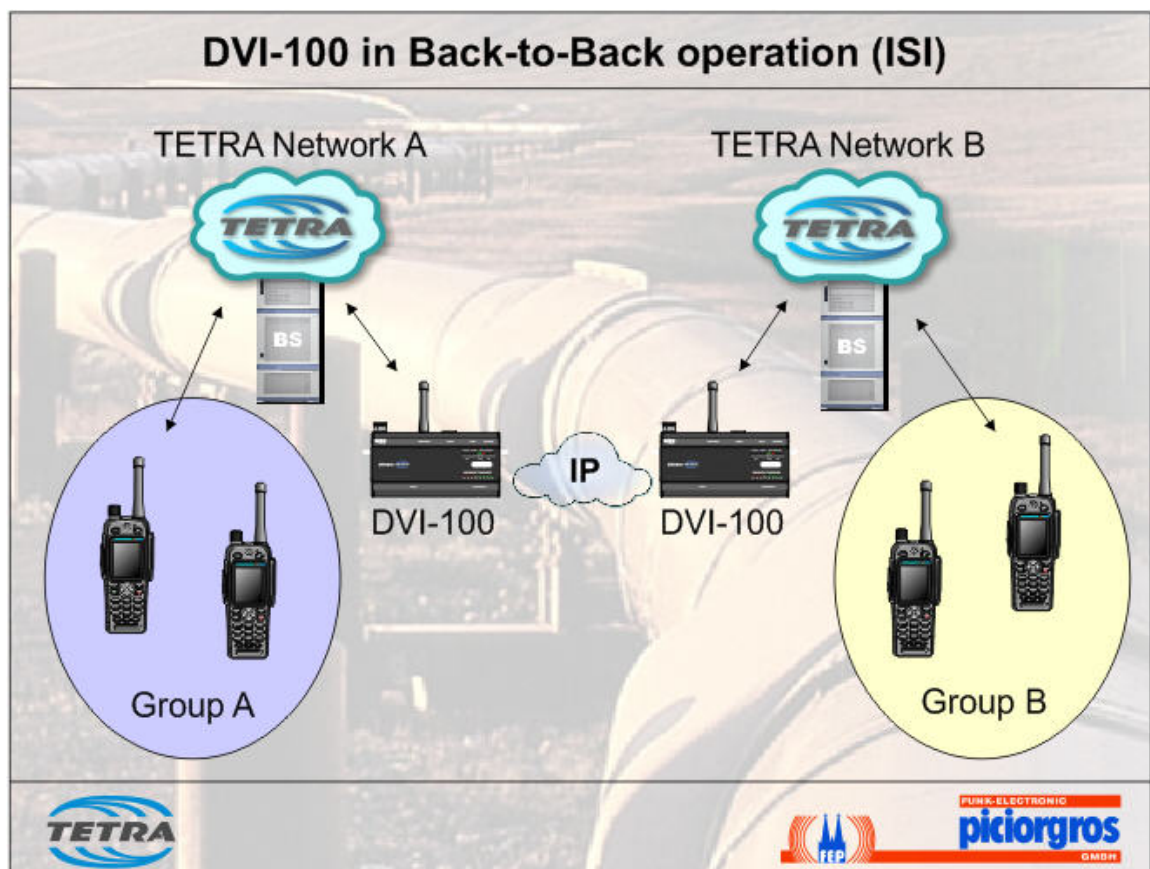 DVI-100 in Back-to-Back operation (ISI)
TETRA Network A
TETRA Network B
TETRA
TETRA
BS
BS
IP
DVI-100
DVI-100
Group A
Group B
TETRA
FEP
FUNK-ELECTRONIC
piciorgros
GMBH